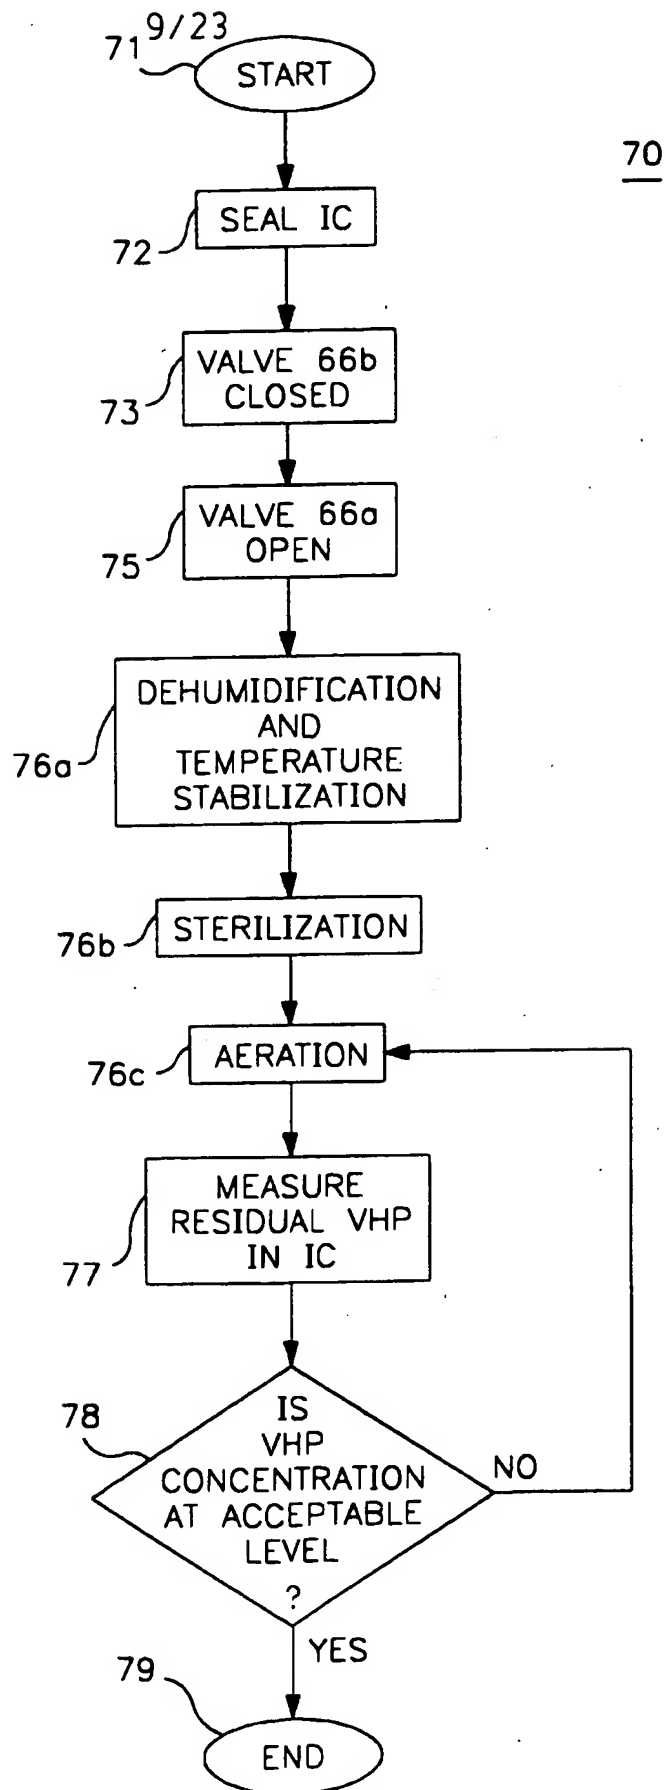 9/23
71
START
70
SEAL IC
72
VALVE 66b
CLOSED
73
VALVE 66a
OPEN
75
DEHUMIDIFICATION
AND
TEMPERATURE
STABILIZATION
76a
STERILIZATION
76b
AERATION
76c
MEASURE
RESIDUAL VHP
IN IC
77
78
IS
VHP
CONCENTRATION
AT ACCEPTABLE
LEVEL
?
NO
YES
79
END